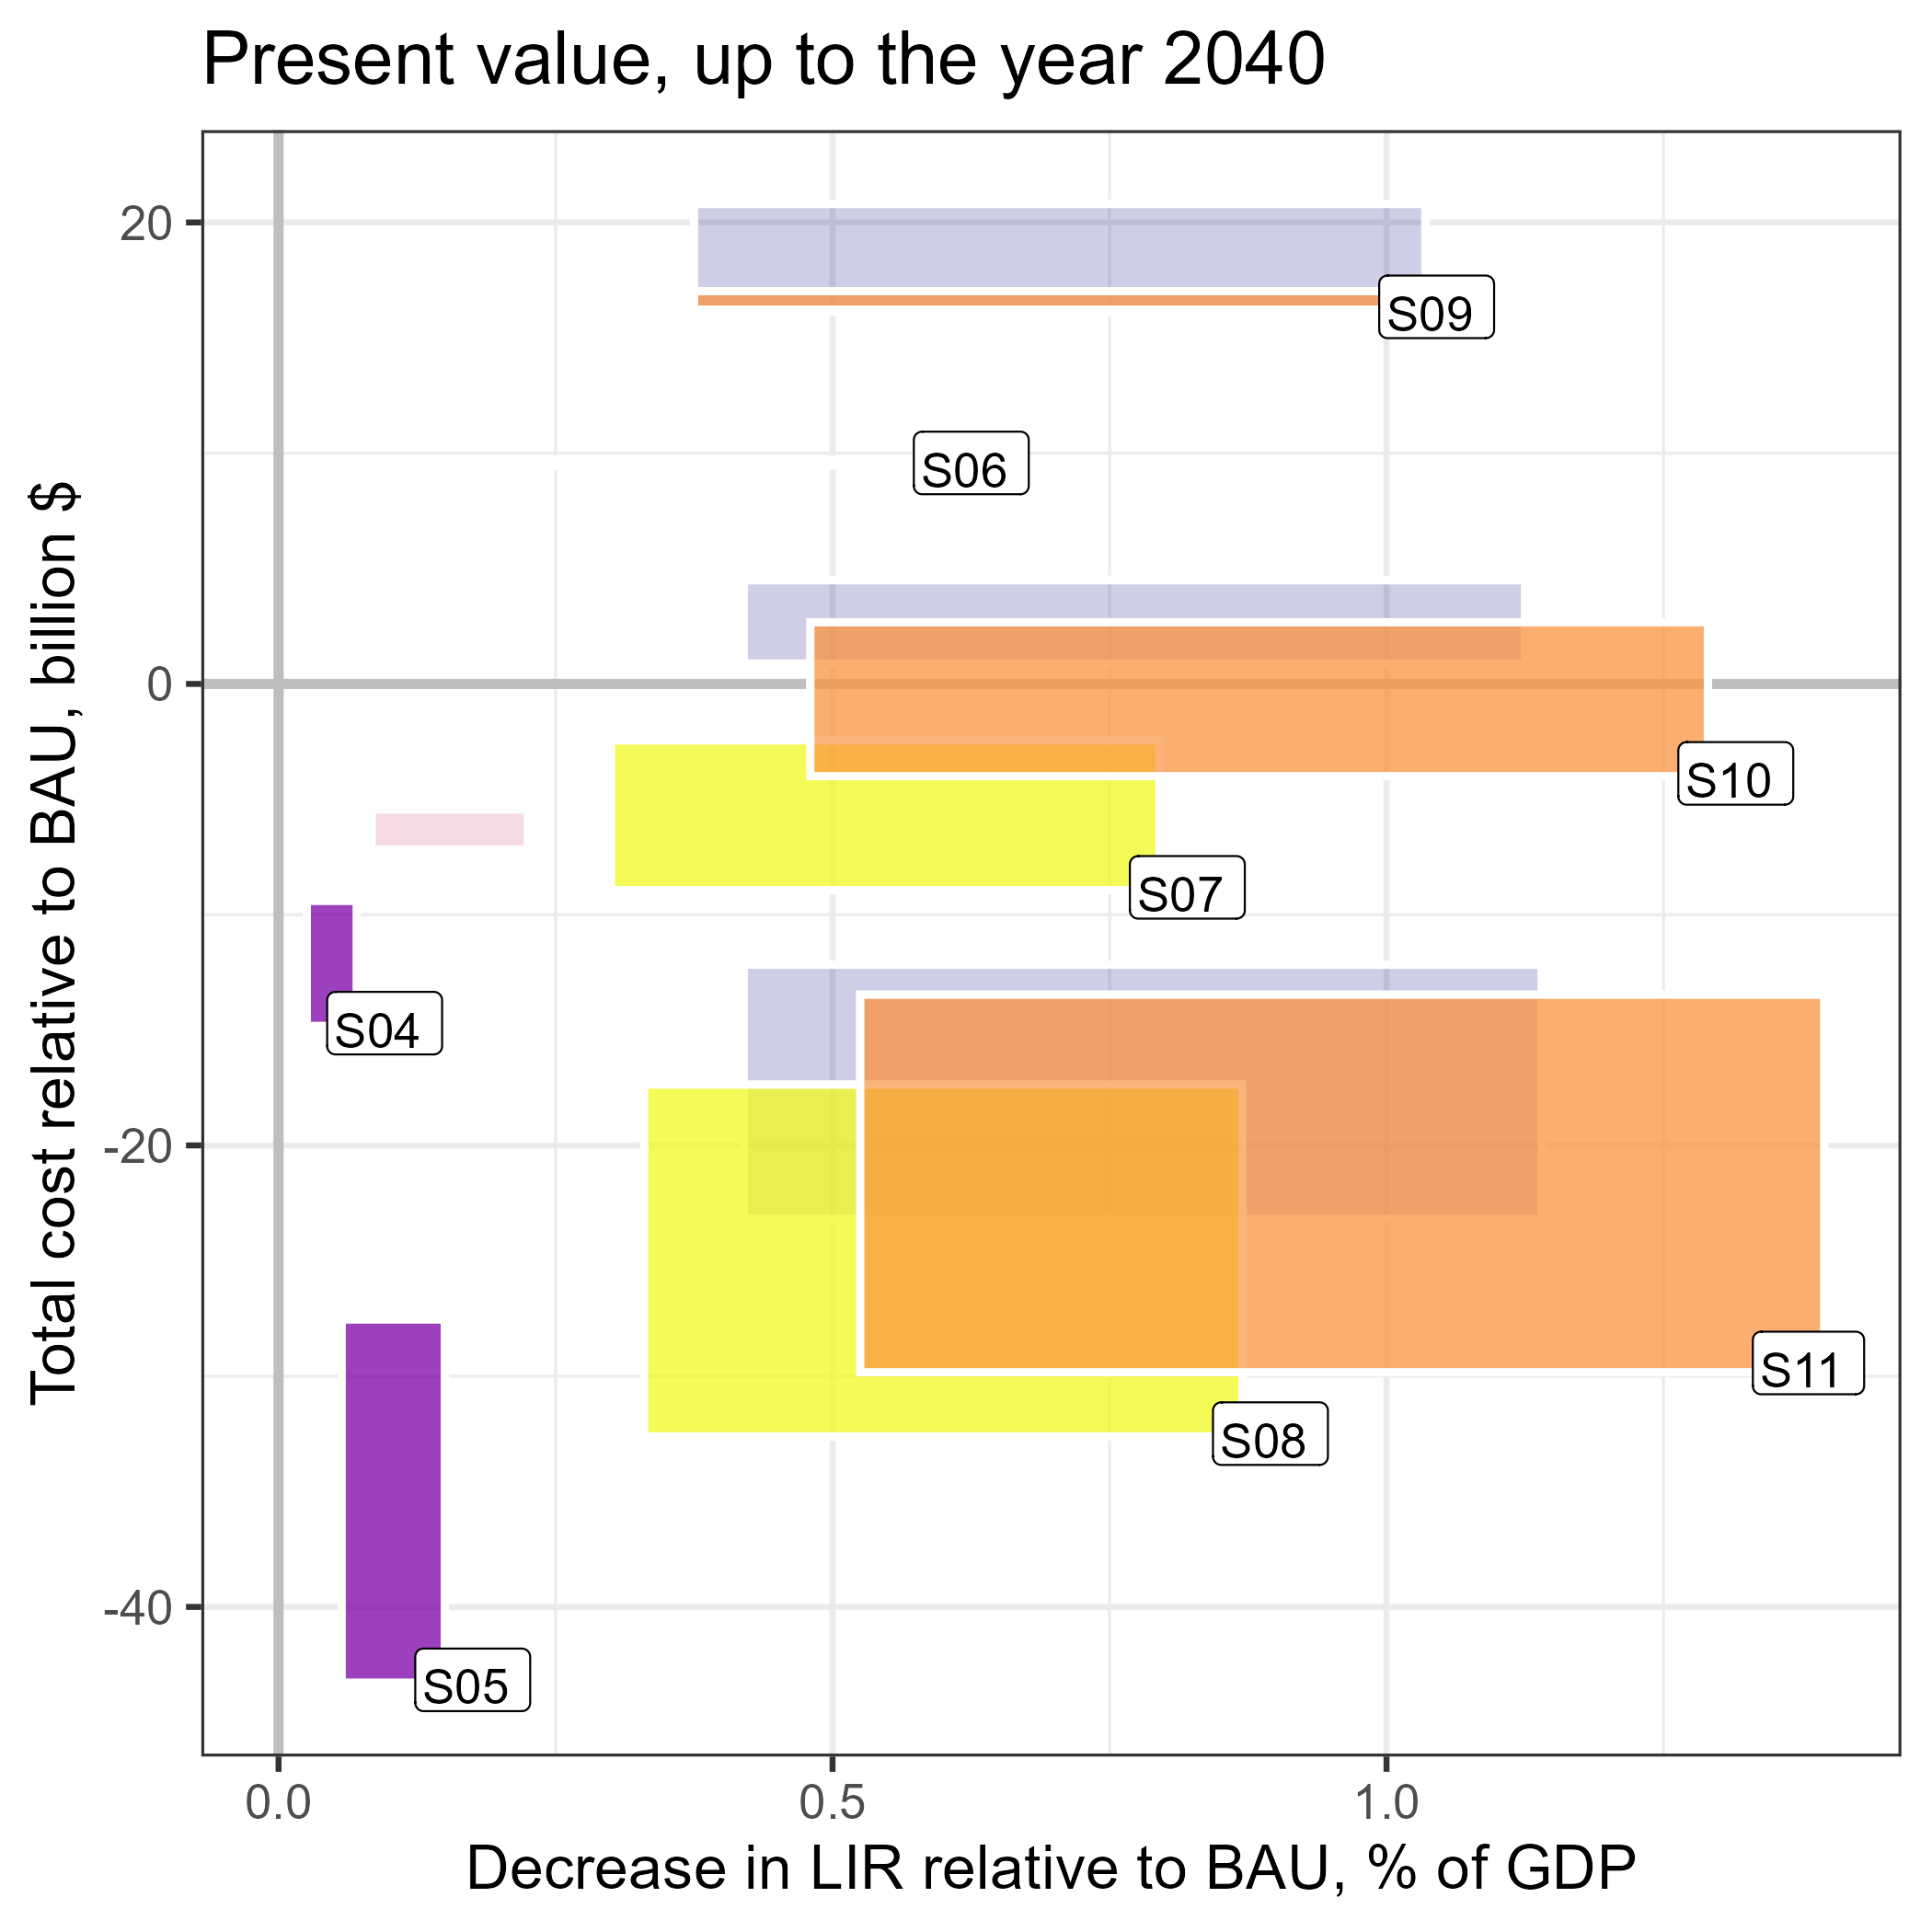 Present value, up to the year 2040
Total cost relative to BAU, billion $
20
0
-20
-40
S09
S06
S10
S07
S04
S11
S08
S05
0.0
0.5
1.0
Decrease in LIR relative to BAU, % of GDP